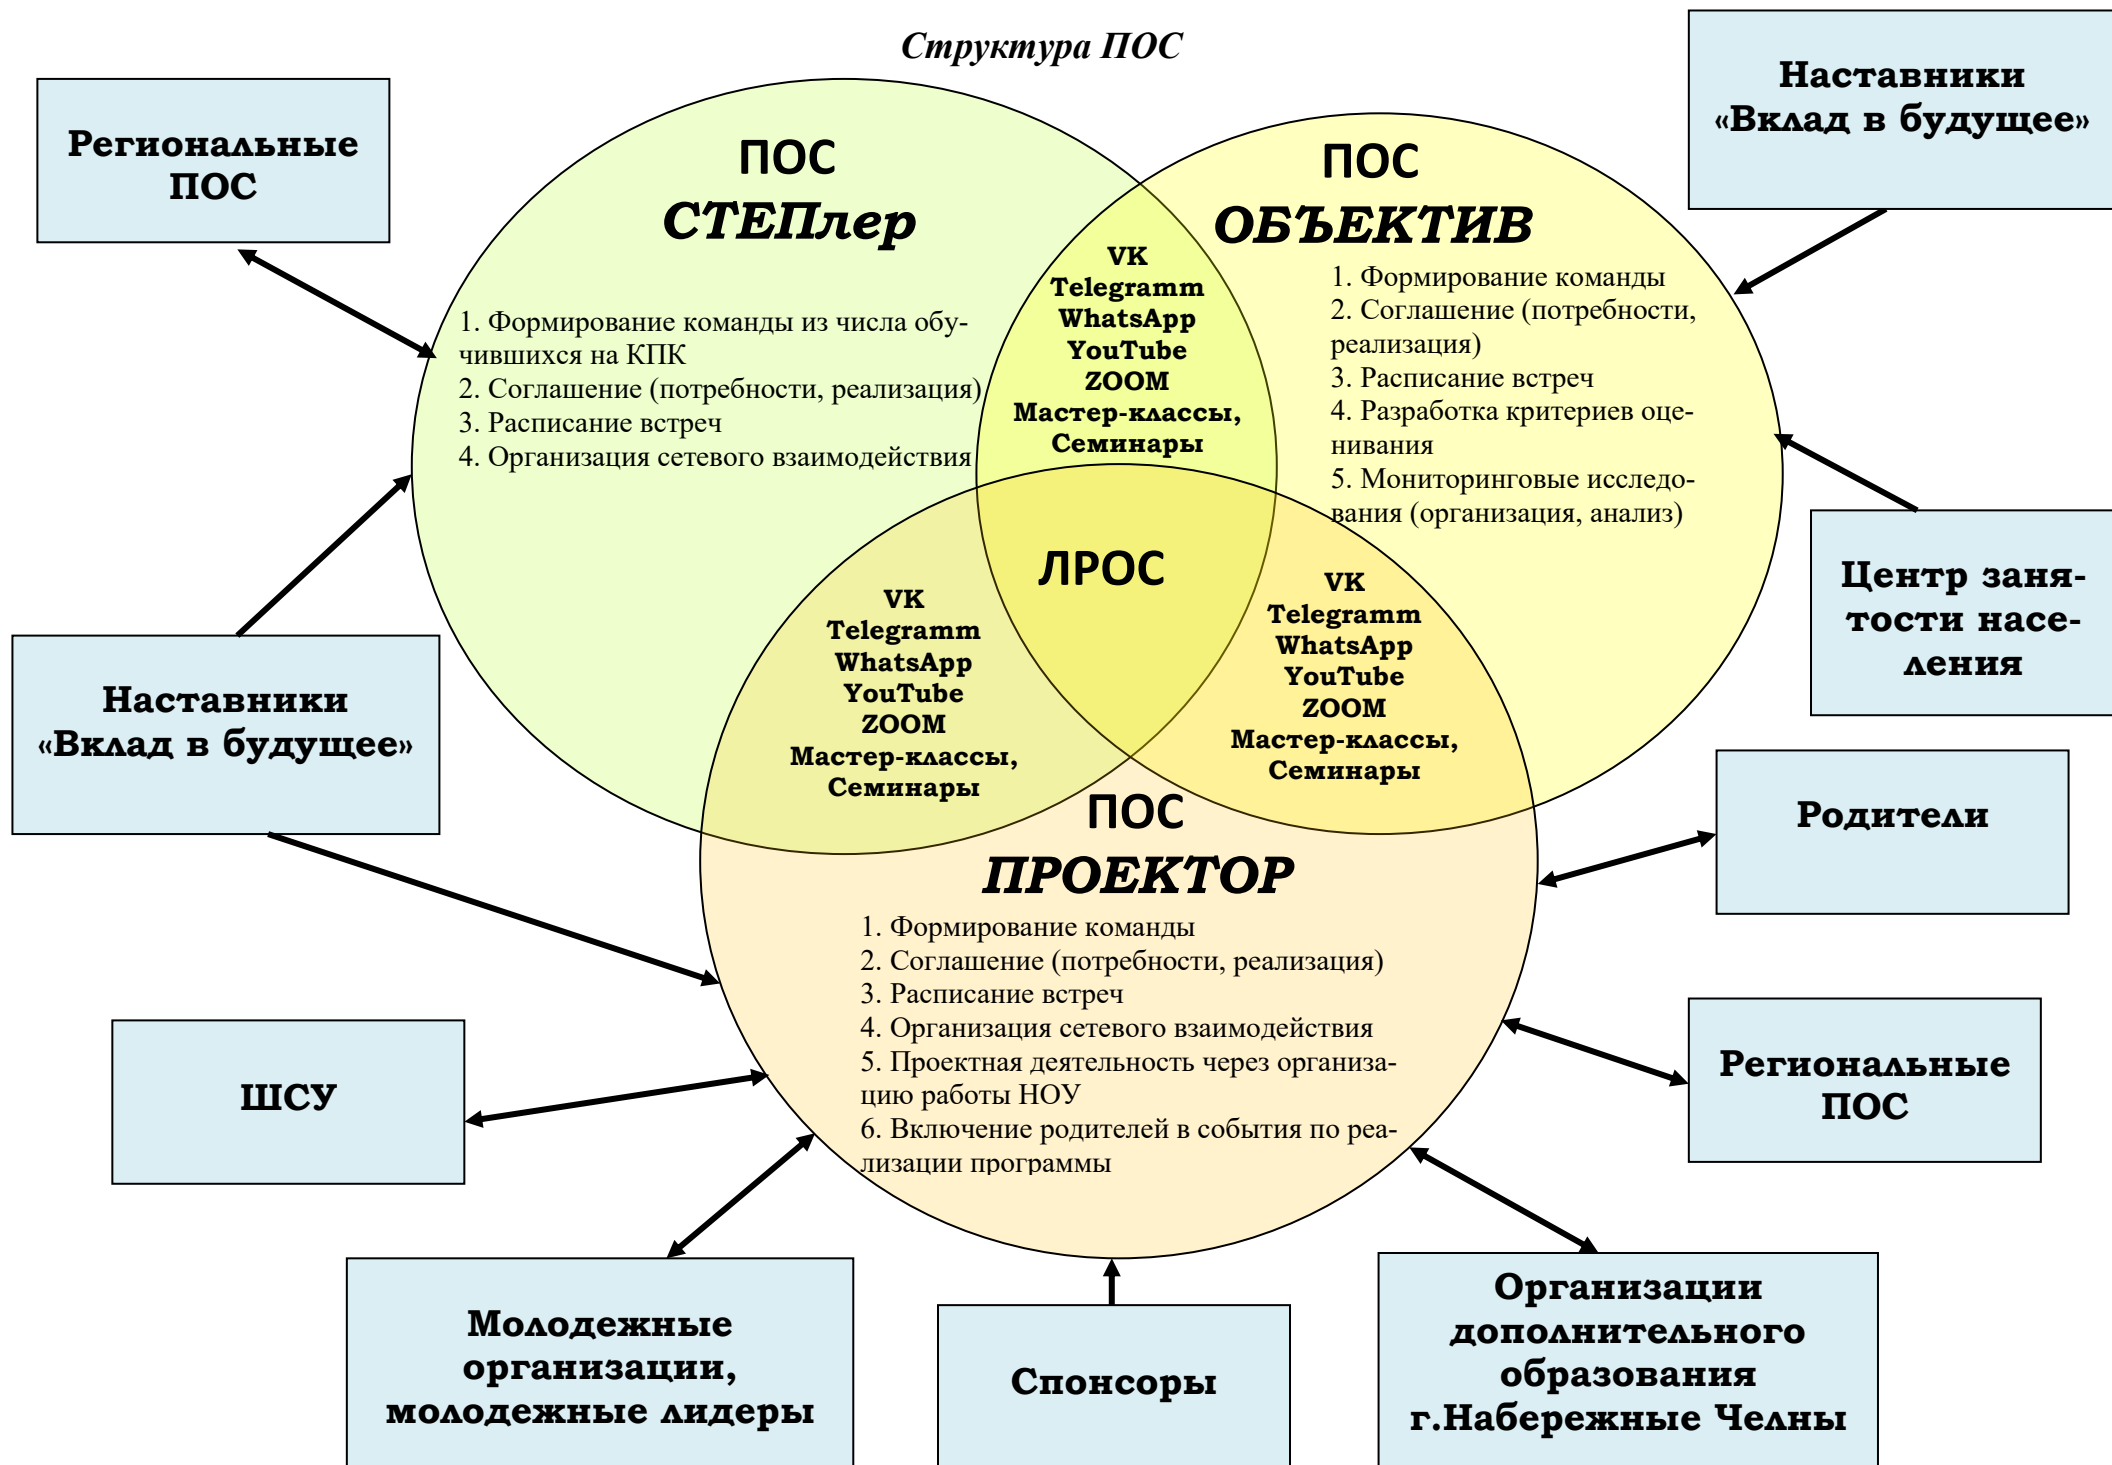 Структура ПОС
Региональные
ПОС
Наставники
«Вклад в будущее»
ПОС
СТЕПлер
1. Формирование команды из числа обу-
чившихся на КПК
2. Соглашение (потребности, реализация)
3. Расписание встреч
4. Организация сетевого взаимодействия
VK
Telegramm
WhatsApp
YouTube
ZOOM
Мастер-классы,
Семинары
ПОС
ОБЪЕКТИВ
1. Формирование команды
2. Соглашение (потребности,
реализация)
3. Расписание встреч
4. Разработка критериев оце-
нивания
5. Мониторинговые исследо-
вания (организация, анализ)
ЛРОС
VK
Telegramm
WhatsApp
YouTube
ZOOM
Мастер-классы,
Семинары
VK
Telegramm
WhatsApp
YouTube
ZOOM
Мастер-классы,
Семинары
Центр заня-
тости насе-
ления
Наставники
«Вклад в будущее»
Родители
ПОС
ПРОЕКТОР
1. Формирование команды
2. Соглашение (потребности, реализация)
3. Расписание встреч
4. Организация сетевого взаимодействия
5. Проектная деятельность через организа-
цию работы НОУ
6. Включение родителей в события по реа-
лизации программы
ШСУ
Региональные
ПОС
Молодежные
организации,
молодежные лидеры
Спонсоры
Организации
дополнительного
образования
г.Набережные Челны